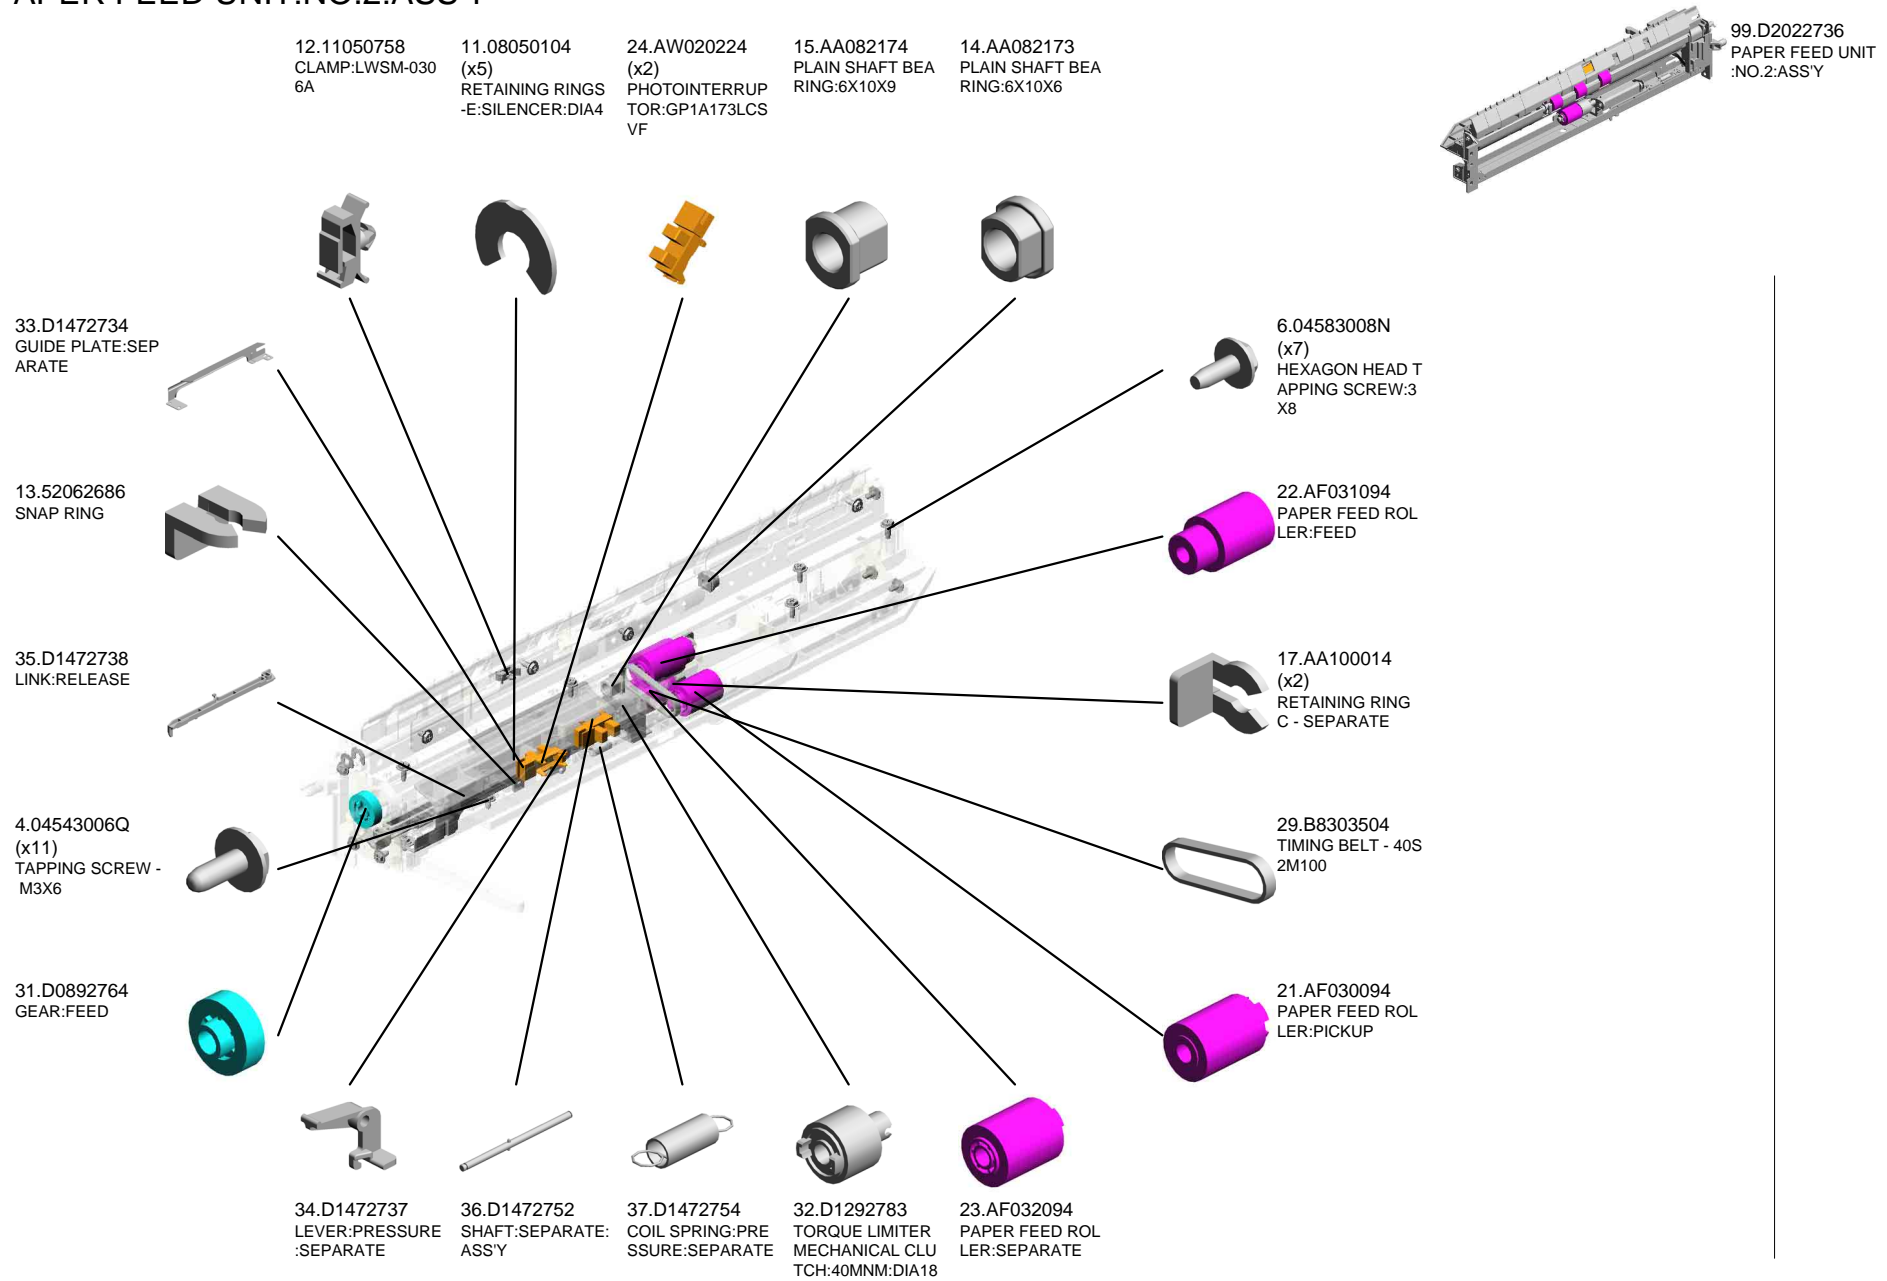 APER FEED UNIT:NO.2:ASS'Y
12.11050758
CLAMP:LWSM-030
6A
11.08050104
(x5)
RETAINING RINGS
-E:SILENCER:DIA4
24.AW020224
(x2)
PHOTOINTERRUP
TOR:GP1A173LCS
VF
15.AA082174
PLAIN SHAFT BEA
RING:6X10X9
14.AA082173
PLAIN SHAFT BEA
RING:6X10X6
99.D2022736
PAPER FEED UNIT
:NO.2:ASS'Y
33.D1472734
GUIDE PLATE:SEP
ARATE
13.52062686
SNAP RING
35.D1472738
LINK:RELEASE
4.04543006Q
(x11)
TAPPING SCREW -
M3X6
31.D0892764
GEAR:FEED
6.04583008N
(x7)
HEXAGON HEAD T
APPING SCREW:3
X8
22.AF031094
PAPER FEED ROL
LER:FEED
17.AA100014
(x2)
RETAINING RING
C - SEPARATE
29.B8303504
TIMING BELT - 40S
2M100
21.AF030094
PAPER FEED ROL
LER:PICKUP
34.D1472737
LEVER:PRESSURE
:SEPARATE
36.D1472752
SHAFT:SEPARATE:
ASS'Y
37.D1472754
COIL SPRING:PRE
SSURE:SEPARATE
32.D1292783
TORQUE LIMITER
MECHANICAL CLU
TCH:40MNM:DIA18
23.AF032094
PAPER FEED ROL
LER:SEPARATE